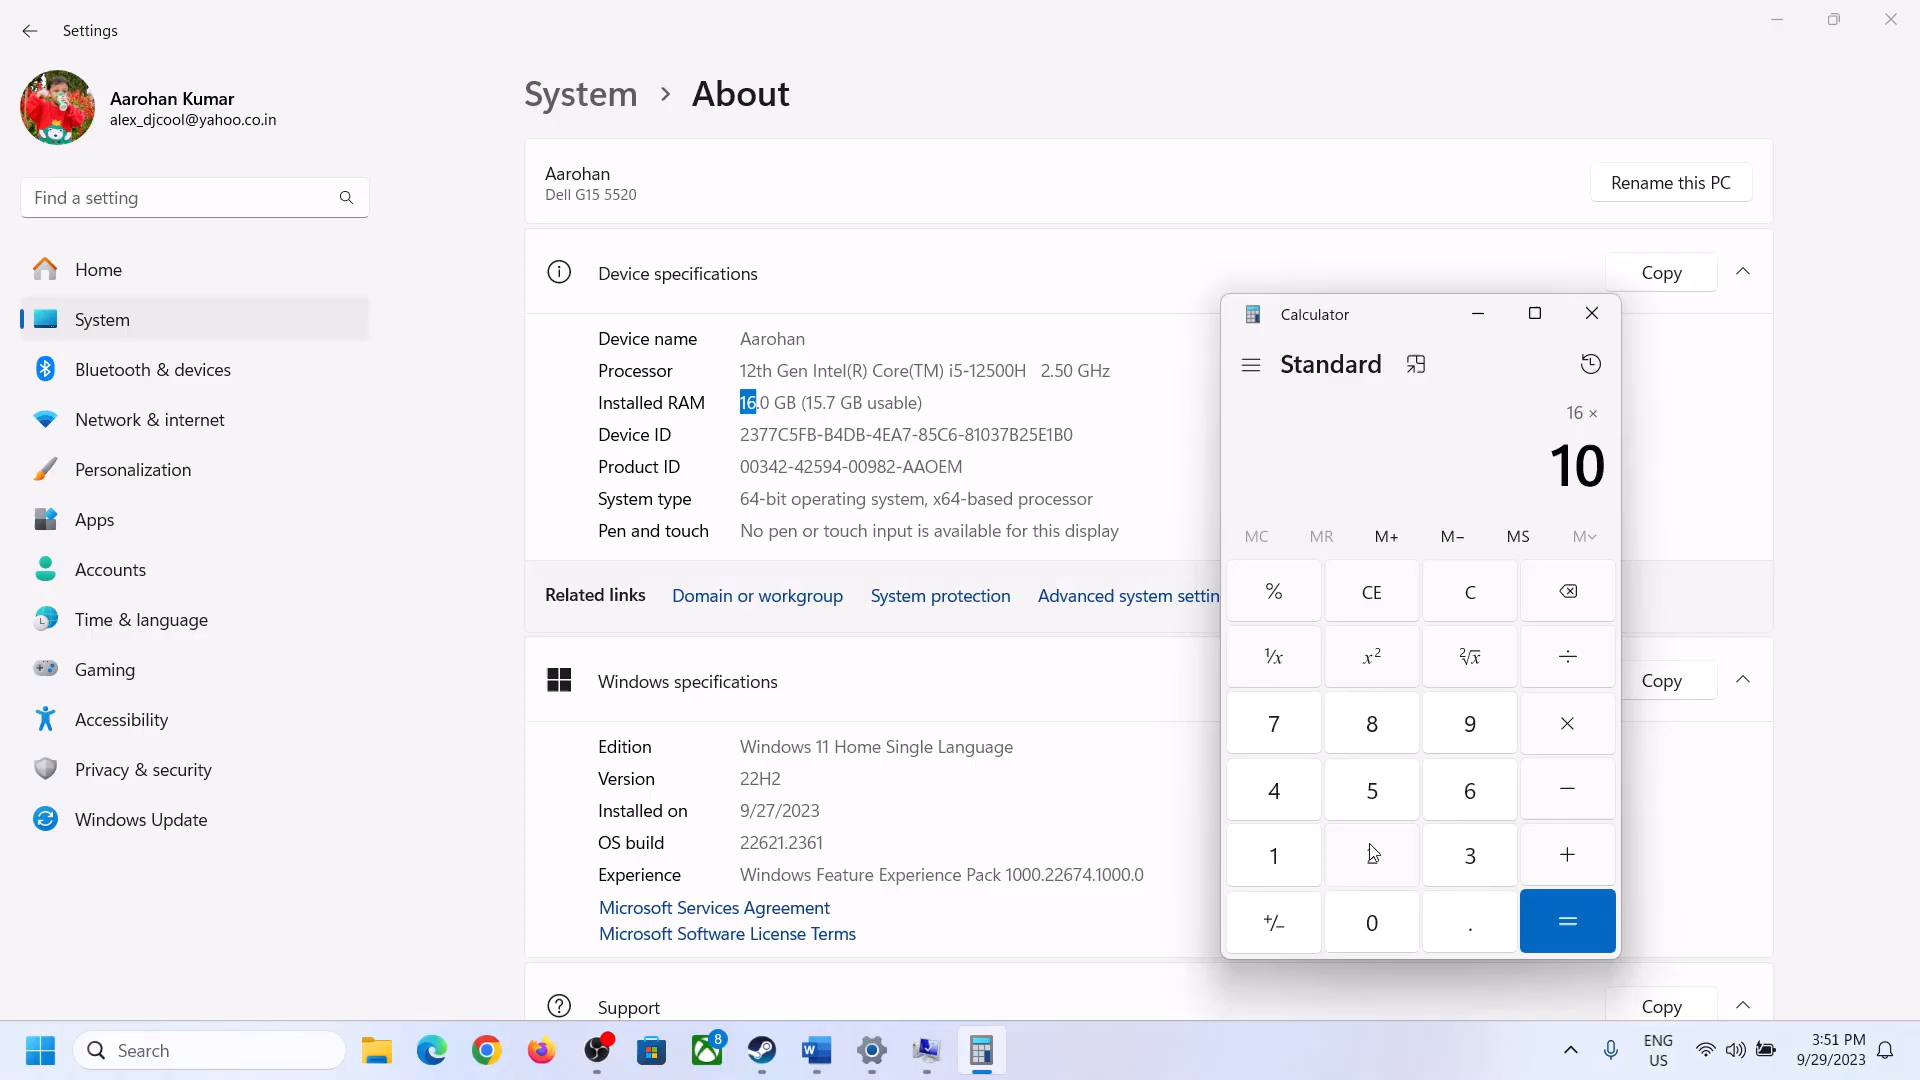 Settings
Aarohan Kumar
alex_djcool@yahoo.co.in
Find a setting
Home
System
Bluetooth & devices
Network & internet
Personalization
Apps
Accounts
Time & language
Gaming
Accessibility
Privacy & security
Windows Update
System > About
Aarohan
Dell G15 5520
Rename this PC
Device specifications
Copy
Device name Aarohan
Processor 12th Gen Intel(R) Core(TM) i5-12500H 2.50 GHz
Installed RAM 16.0 GB (15.7 GB usable)
Device ID 2377C5FB-B4DB-4EA7-85C6-81037B25E1B0
Product ID 00342-42594-00982-AAOEM
System type 64-bit operating system, x64-based processor
Pen and touch No pen or touch input is available for this display
Related links Domain or workgroup System protection Advanced system settin
Windows specifications
Copy
Edition Windows 11 Home Single Language
Version 22H2
Installed on 9/27/2023
OS build 22621.2361
Experience Windows Feature Experience Pack 1000.22674.1000.0
Microsoft Services Agreement
Microsoft Software License Terms
Support
Copy
Calculator
Standard
16 ×
10
MC MR M+ M− MS M
% CE C
⅟x x² ²√x ÷
7 8 9 ×
4 5 6 −
1 3 +
+/− 0 . =
Search
8
W
ENG
US
3:51 PM
9/29/2023